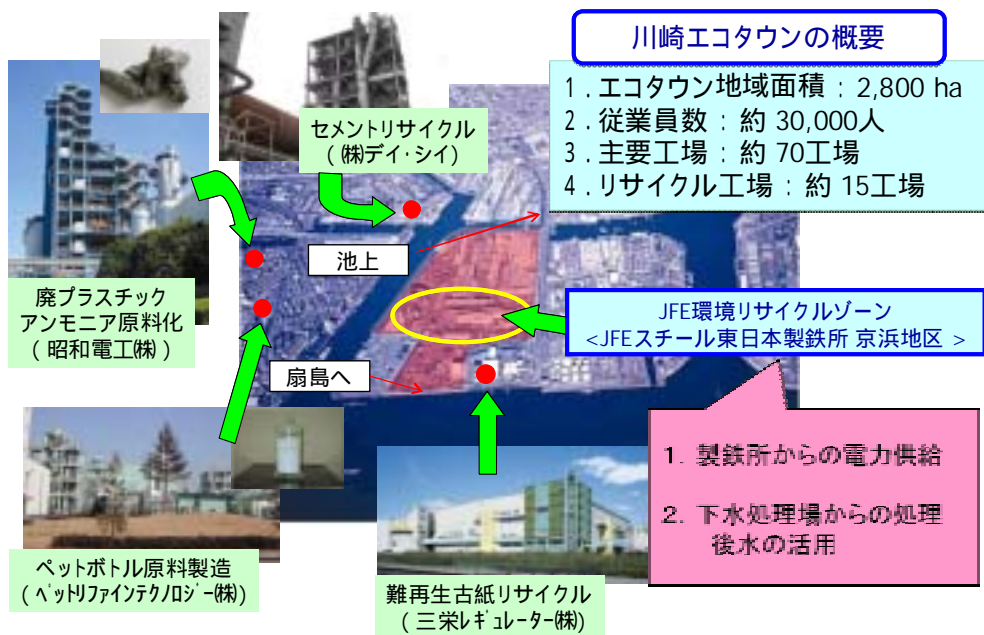 川崎エコタウンの概要
1．エコタウン地域面積：2,800 ha
2．従業員数：約 30,000人
3．主要工場：約 70工場
4．リサイクル工場：約 15工場
セメントリサイクル
(㈱デイ・シイ)
池上
廃プラスチック
アンモニア原料化
(昭和電工㈱)
JFE環境リサイクルゾーン
<JFEスチール東日本製鉄所 京浜地区 >
扇島へ
1. 製鉄所からの電力供給
2. 下水処理場からの処理
後水の活用
ペットボトル原料製造
(ペットリファインテクノロジー㈱)
難再生古紙リサイクル
(三栄レギュレーター㈱)